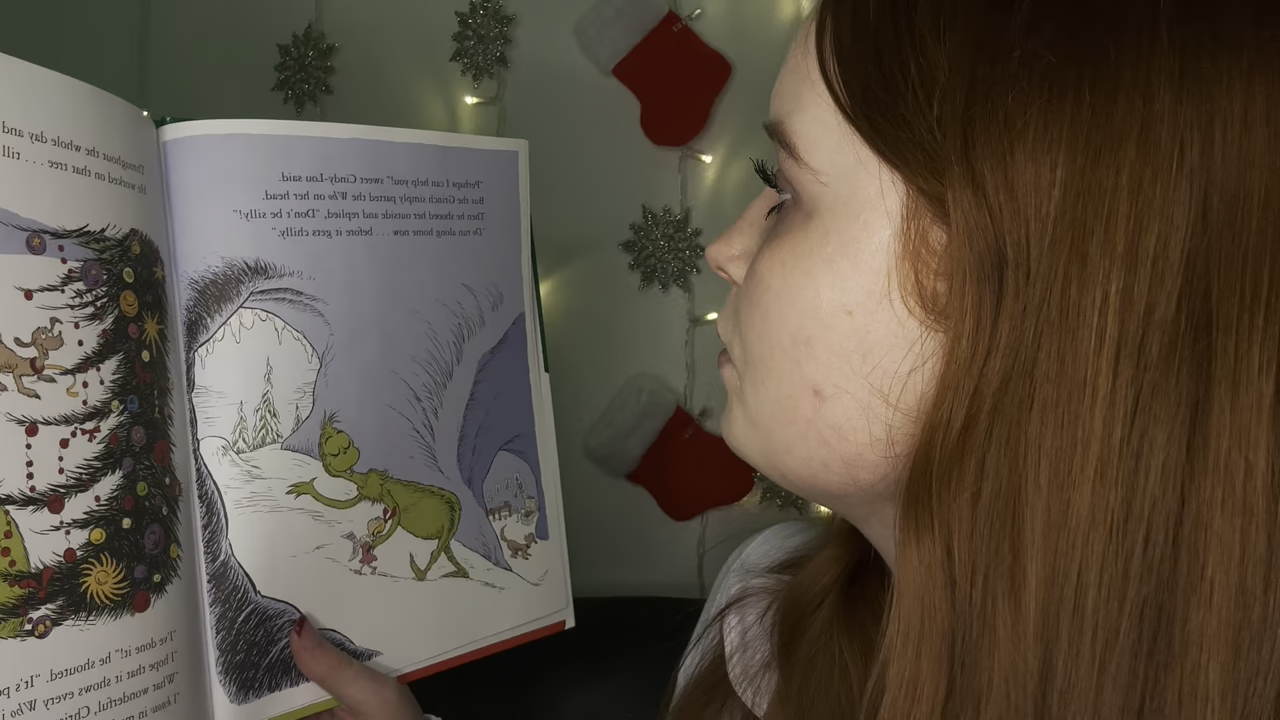 "Perhaps I can help you!" sweet Cindy-Lou said.
But the Grinch simply patted the Who on her head.
Then he shooed her outside and replied, "Don't be silly!"
"Do run along home now . . . before it gets chilly."
Throughout the whole day and
He worked on that tree . . . till
"I've done it!" he shouted. "It's
"I hope that it shows every Who
"What wonderful,
"I know in